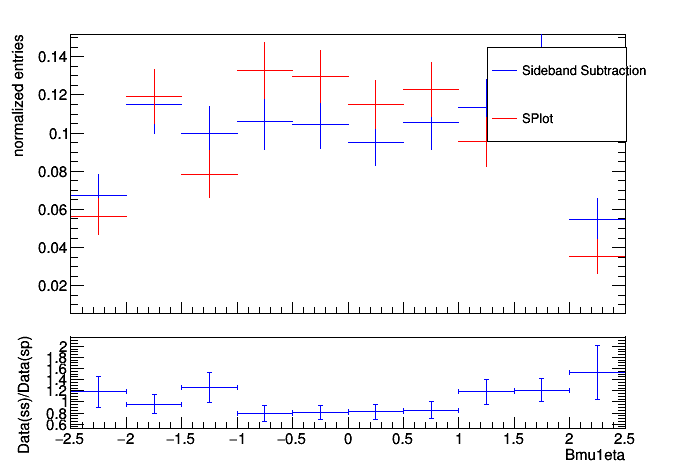 normalized entries
0.14
0.12
0.1
0.08
0.06
0.04
0.02
Sideband Subtraction
SPlot
Data(ss)/Data(sp)
2
1.8
1.6
1.4
1.2
1
0.8
0.6
−2.5 −2 −1.5 −1 −0.5 0 0.5 1 1.5 2 2.5
Bmu1eta